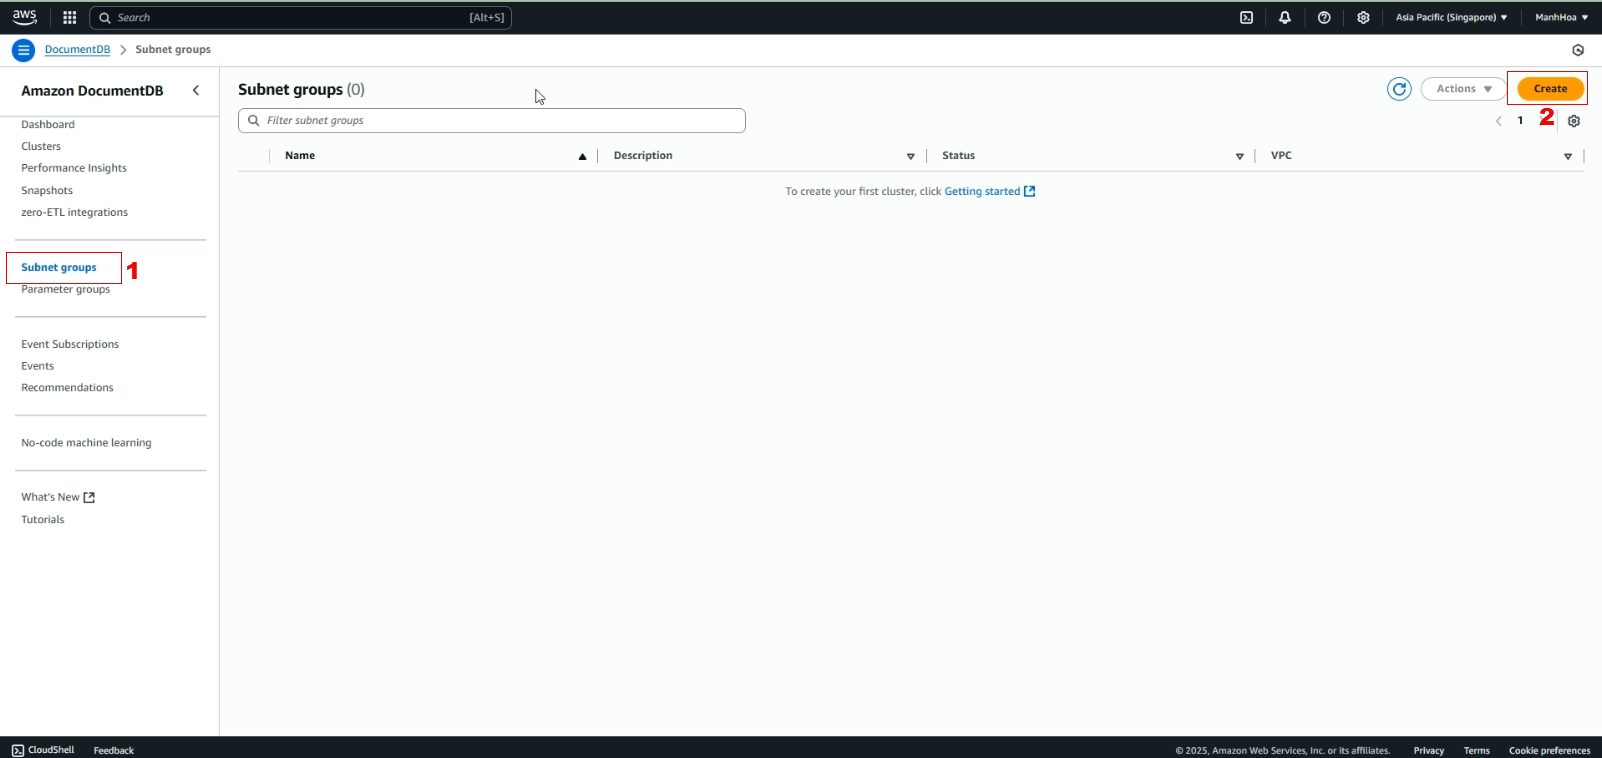 aws Search [Alt+S] Asia Pacific (Singapore) ManhHoa
DocumentDB Subnet groups
Amazon DocumentDB
Dashboard
Clusters
Performance Insights
Snapshots
zero-ETL integrations
Subnet groups 1
Parameter groups
Event Subscriptions
Events
Recommendations
No-code machine learning
What's New
Tutorials
Subnet groups (0)
Actions Create
Filter subnet groups
1 2
Name Description Status VPC
To create your first cluster, click Getting started
CloudShell Feedback © 2025, Amazon Web Services, Inc. or its affiliates. Privacy Terms Cookie preferences